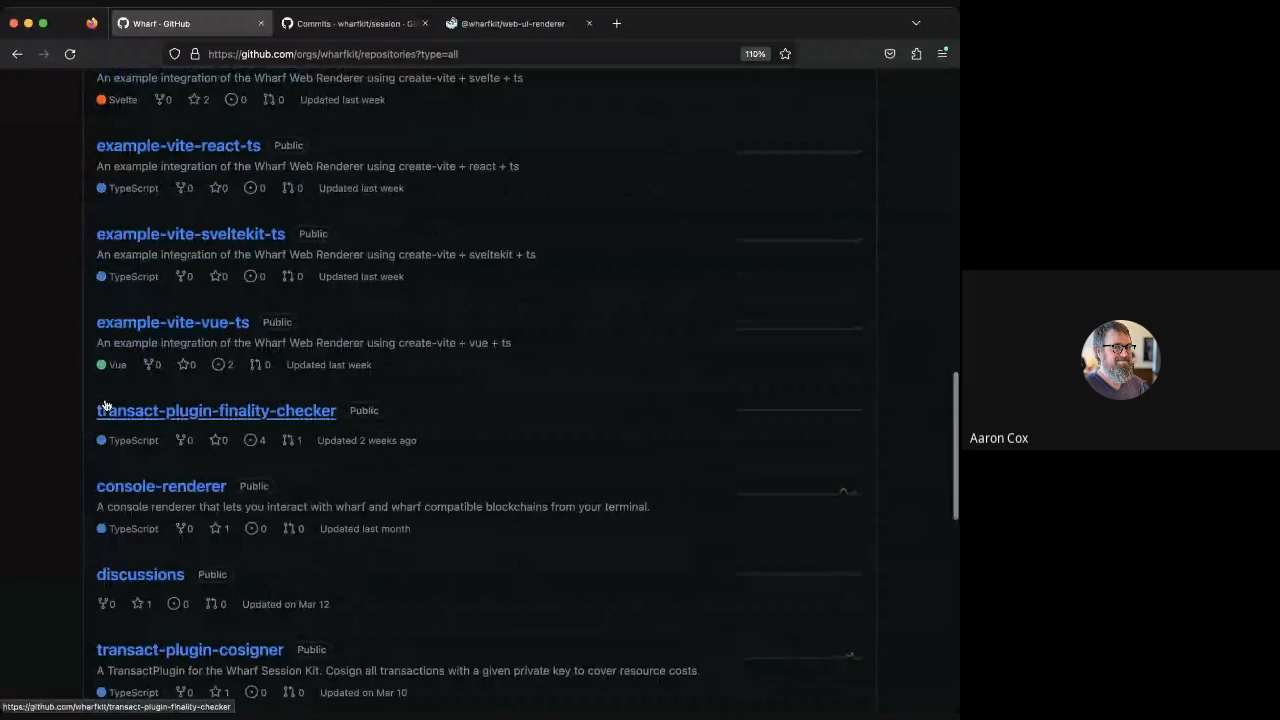 Wharf - GitHub
Commits · wharfkit/session · Gi
@wharfkit/web-ui-renderer
https://github.com/orgs/wharfkit/repositories?type=all
110%
An example integration of the Wharf Web Renderer using create-vite + svelte + ts
Svelte 0 2 0 0 Updated last week
example-vite-react-ts Public
An example integration of the Wharf Web Renderer using create-vite + react + ts
TypeScript 0 0 0 0 Updated last week
example-vite-sveltekit-ts Public
An example integration of the Wharf Web Renderer using create-vite + sveltekit + ts
TypeScript 0 0 0 0 Updated last week
example-vite-vue-ts Public
An example integration of the Wharf Web Renderer using create-vite + vue + ts
Vue 0 0 2 0 Updated last week
transact-plugin-finality-checker Public
TypeScript 0 0 4 1 Updated 2 weeks ago
console-renderer Public
A console renderer that lets you interact with wharf and wharf compatible blockchains from your terminal.
TypeScript 0 1 0 0 Updated last month
discussions Public
0 1 0 0 Updated on Mar 12
transact-plugin-cosigner Public
A TransactPlugin for the Wharf Session Kit. Cosign all transactions with a given private key to cover resource costs.
TypeScript 0 1 0 0 Updated on Mar 10
https://github.com/wharfkit/transact-plugin-finality-checker
Aaron Cox